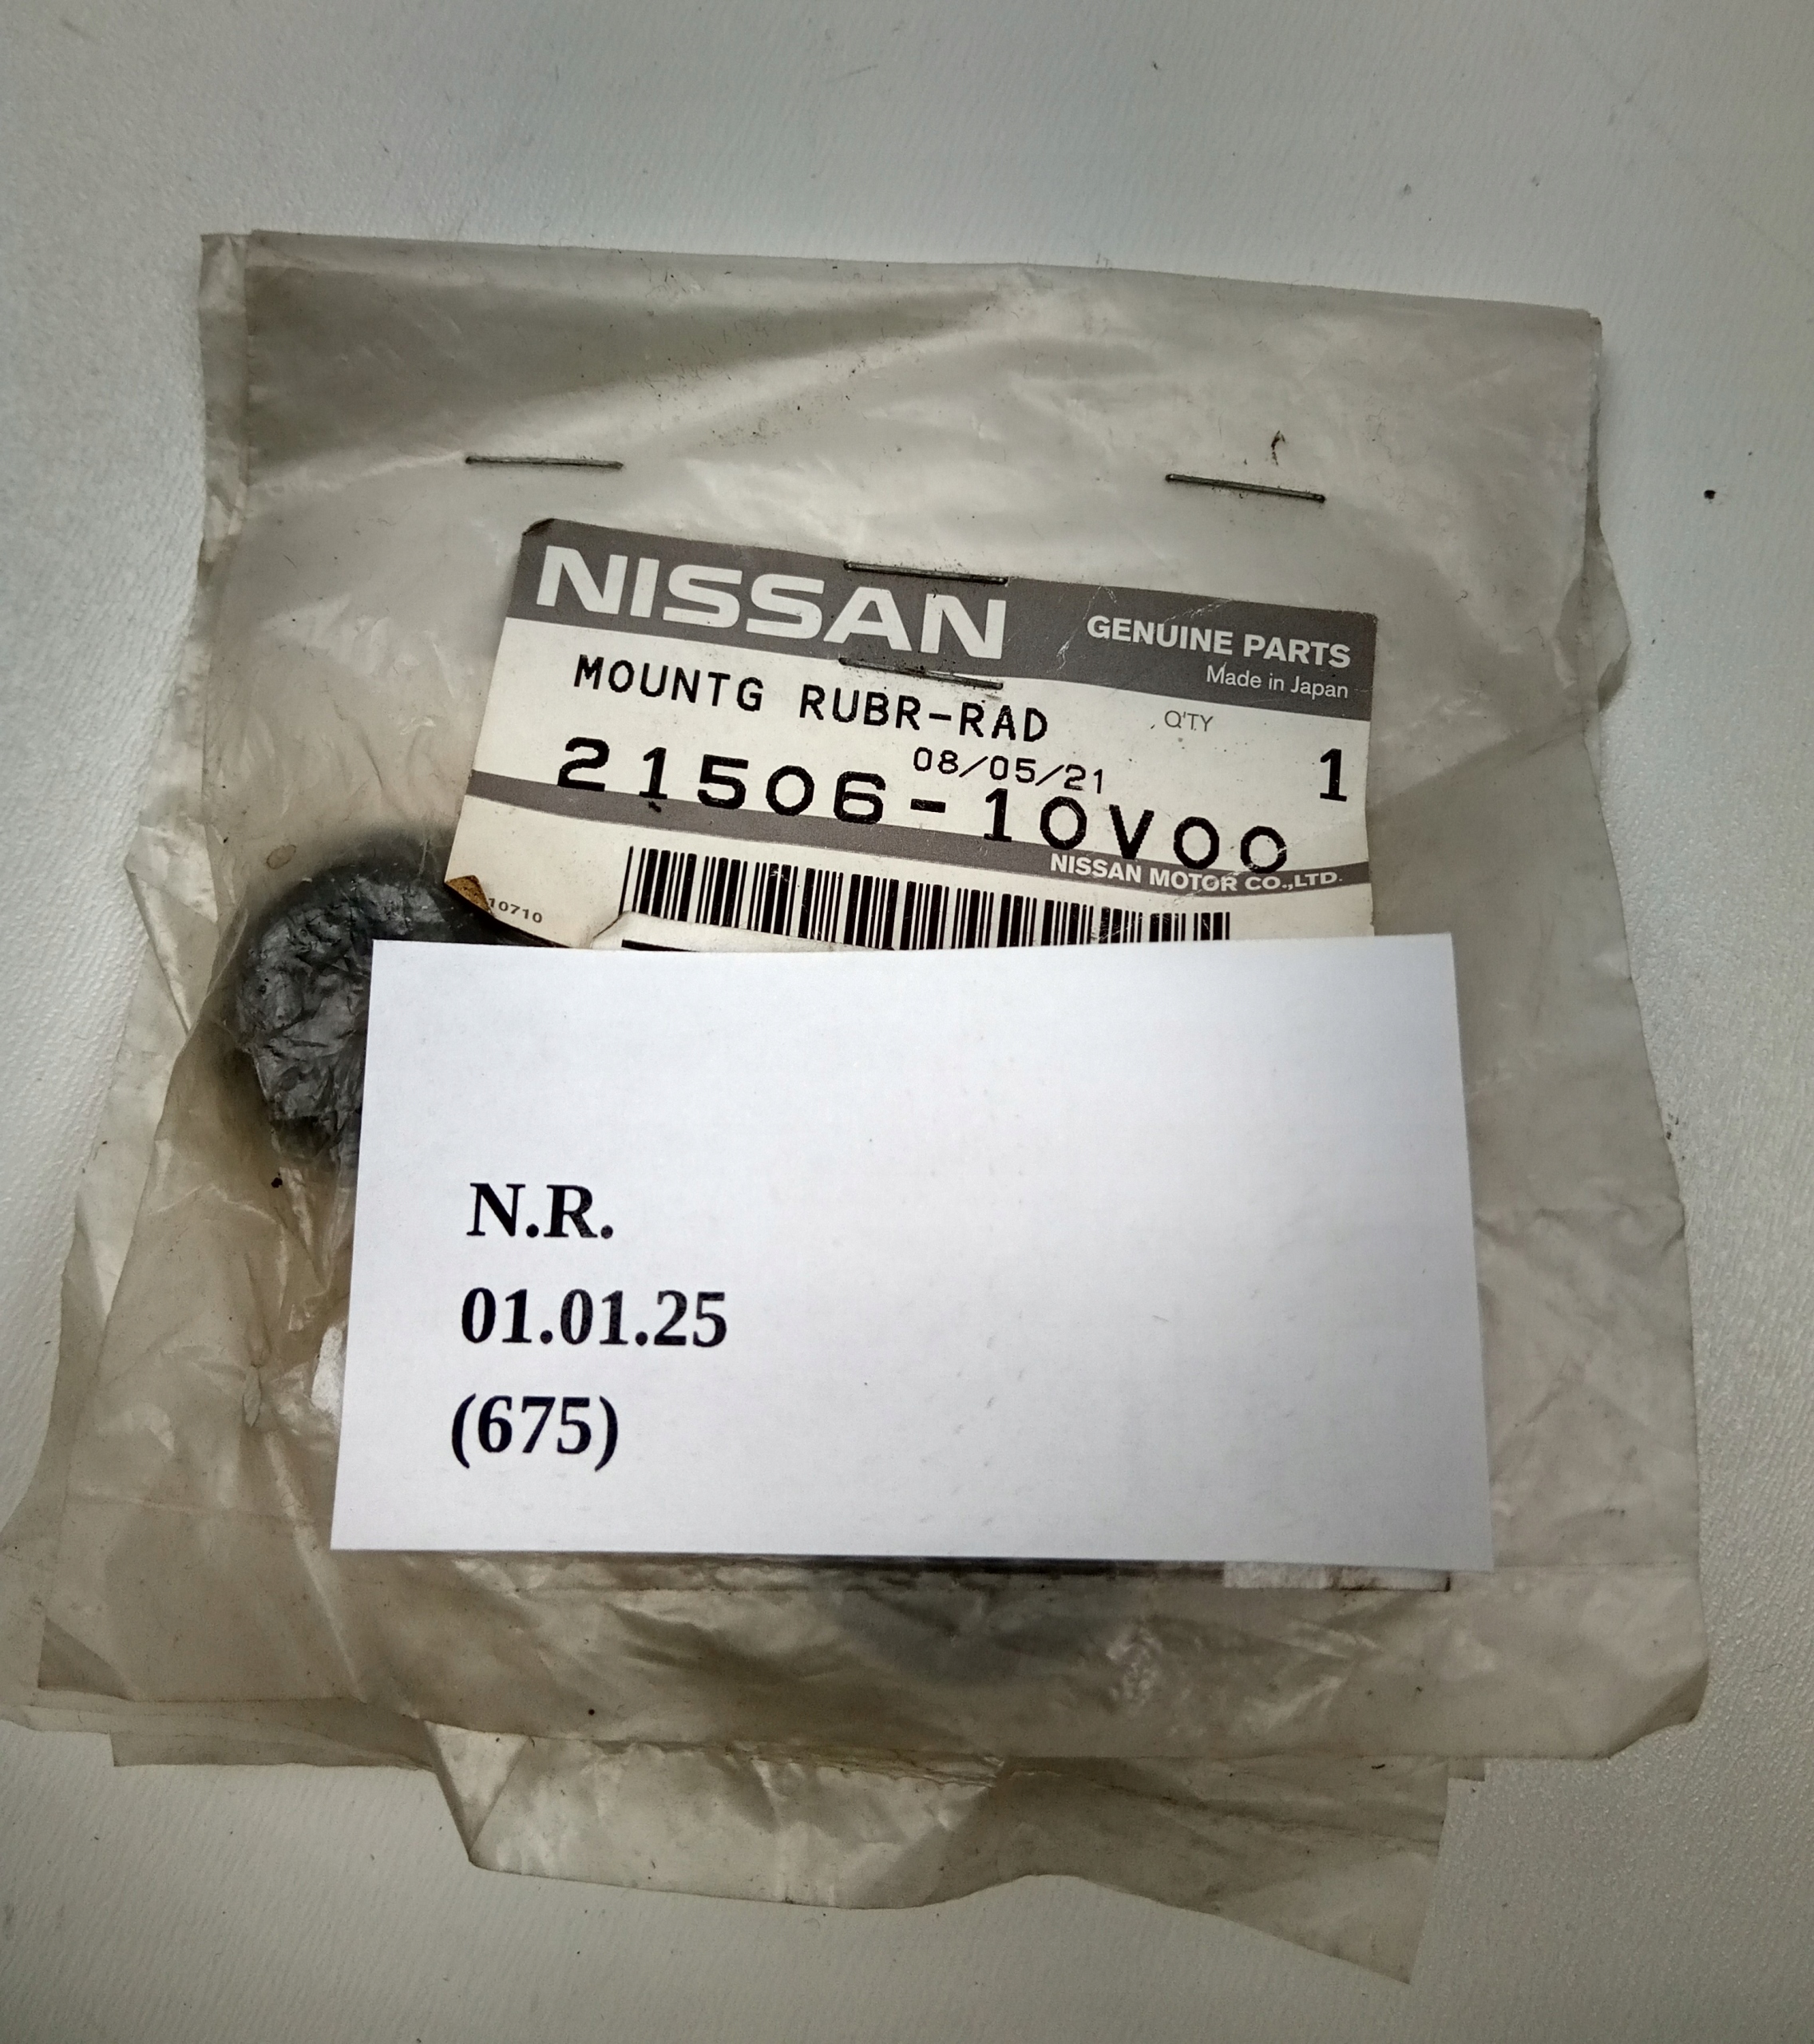 NISSAN
GENUINE PARTS
Made in Japan
MOUNTG RUBR-RAD
Q'TY
1
08/05/21
21506-10V00
NISSAN MOTOR CO.,LTD.
10710
N.R.
01.01.25
(675)